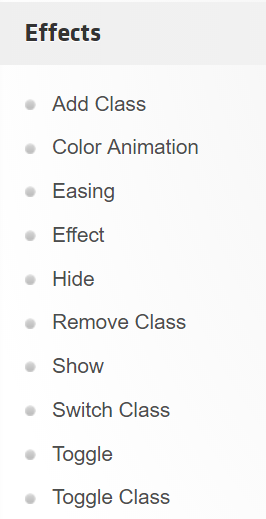 Effects
Add Class
Color Animation
Easing
Effect
Hide
Remove Class
Show
Switch Class
Toggle
Toggle Class